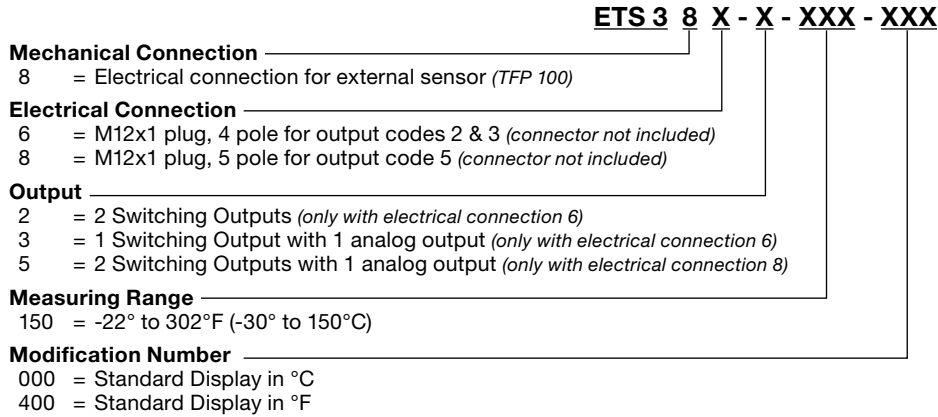 ETS 3 8 X - X - XXX - XXX
Mechanical Connection
8 = Electrical connection for external sensor (TFP 100)
Electrical Connection
6 = M12x1 plug, 4 pole for output codes 2 & 3 (connector not included)
8 = M12x1 plug, 5 pole for output code 5 (connector not included)
Output
2 = 2 Switching Outputs (only with electrical connection 6)
3 = 1 Switching Output with 1 analog output (only with electrical connection 6)
5 = 2 Switching Outputs with 1 analog output (only with electrical connection 8)
Measuring Range
150 = -22° to 302°F (-30° to 150°C)
Modification Number
000 = Standard Display in °C
400 = Standard Display in °F